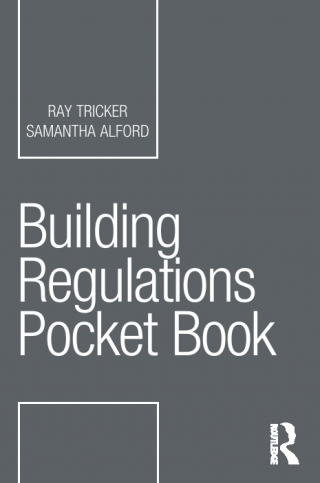 RAY TRICKER
SAMANTHA ALFORD
Building
Regulations
Pocket Book
ROUTLEDGE